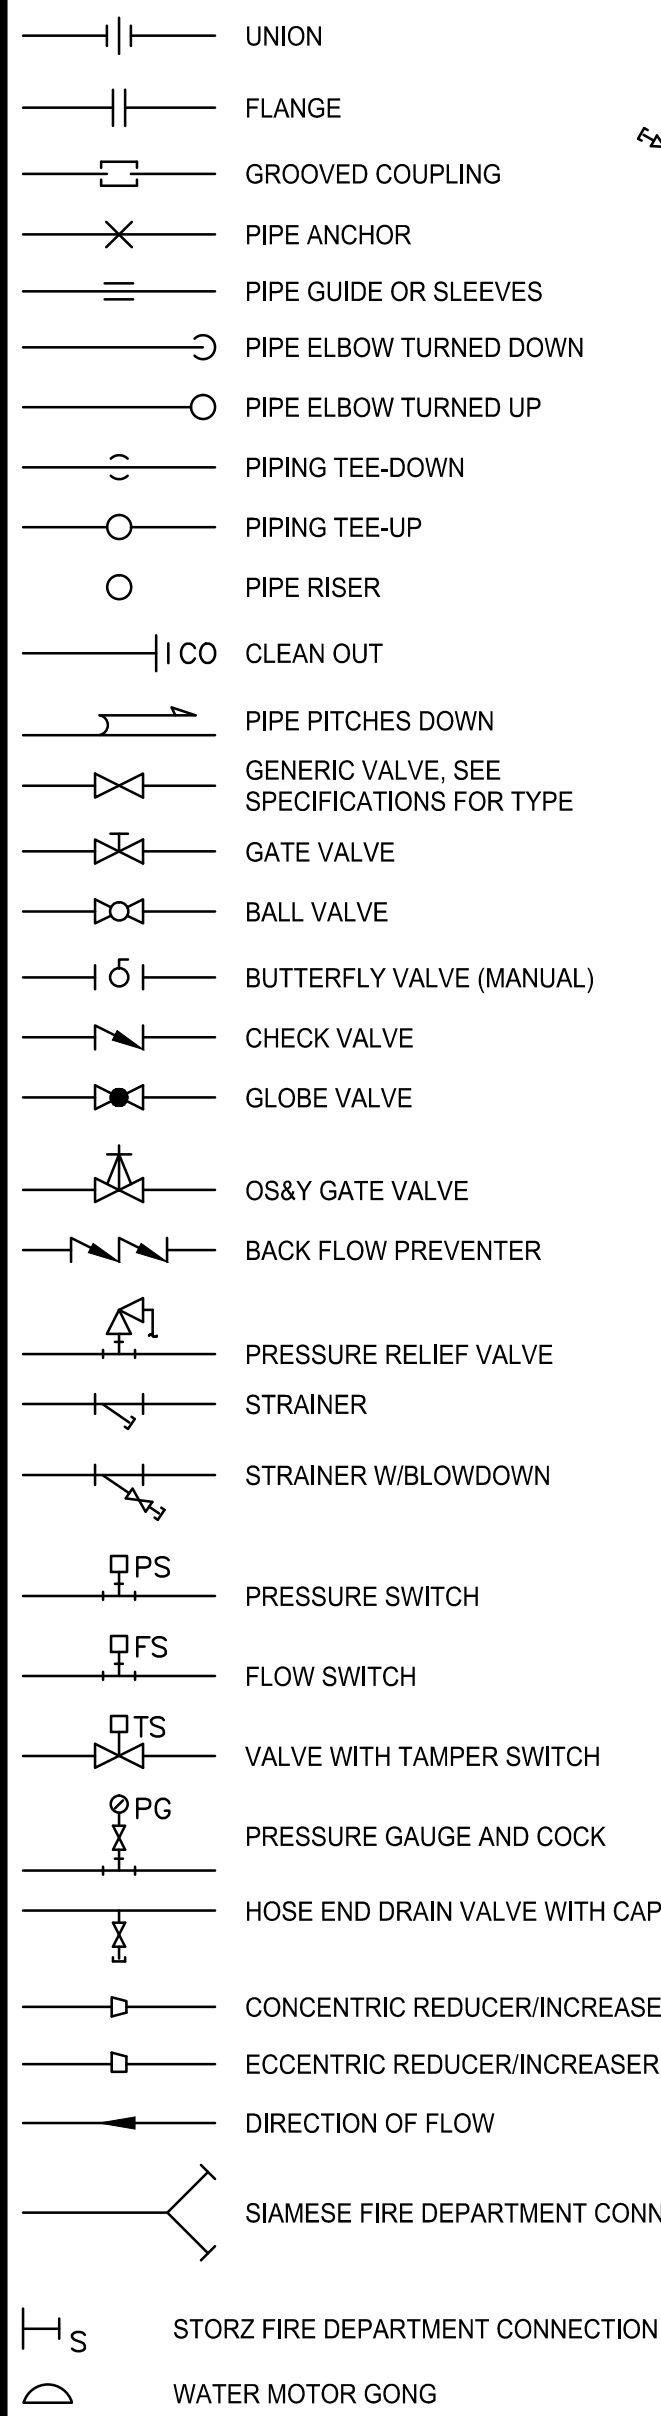 UNION
FLANGE
GROOVED COUPLING
PIPE ANCHOR
PIPE GUIDE OR SLEEVES
PIPE ELBOW TURNED DOWN
PIPE ELBOW TURNED UP
PIPING TEE-DOWN
PIPING TEE-UP
PIPE RISER
CO CLEAN OUT
PIPE PITCHES DOWN
GENERIC VALVE, SEE
SPECIFICATIONS FOR TYPE
GATE VALVE
BALL VALVE
BUTTERFLY VALVE (MANUAL)
CHECK VALVE
GLOBE VALVE
OS&Y GATE VALVE
BACK FLOW PREVENTER
PRESSURE RELIEF VALVE
STRAINER
STRAINER W/BLOWDOWN
PS
PRESSURE SWITCH
FS
FLOW SWITCH
TS
VALVE WITH TAMPER SWITCH
PG
PRESSURE GAUGE AND COCK
HOSE END DRAIN VALVE WITH CAP
CONCENTRIC REDUCER/INCREASE
ECCENTRIC REDUCER/INCREASER
DIRECTION OF FLOW
SIAMESE FIRE DEPARTMENT CONN
S STORZ FIRE DEPARTMENT CONNECTION
WATER MOTOR GONG